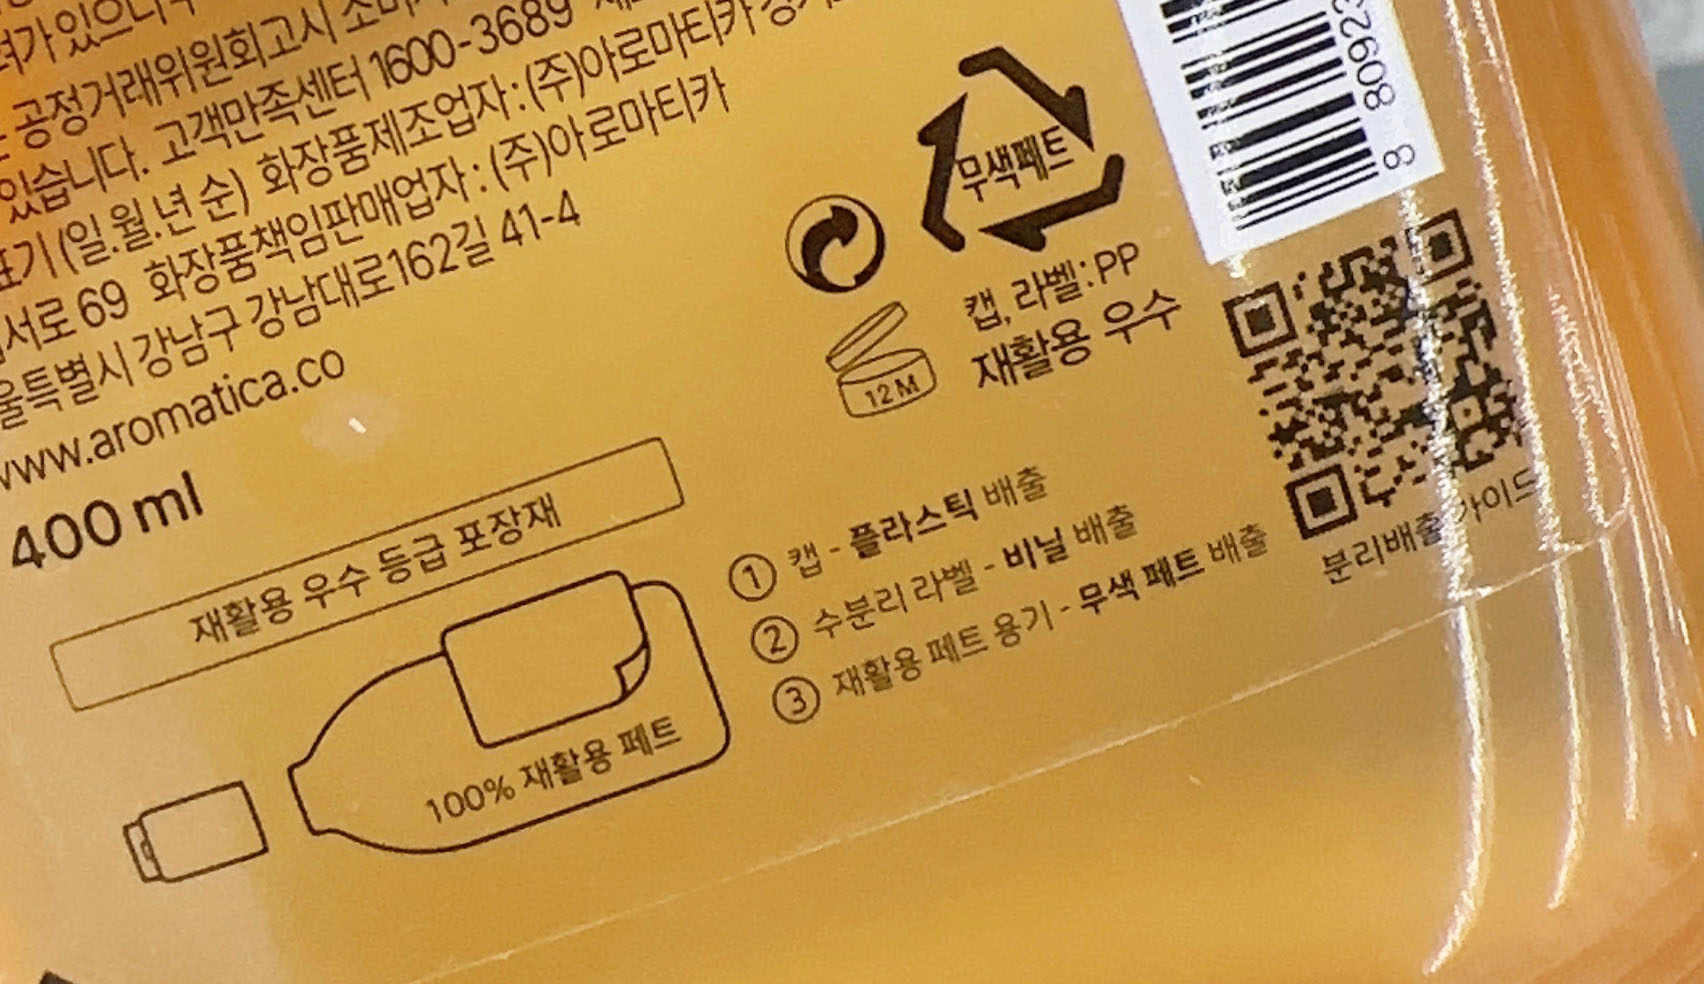 공정거래위원회고시
있습니다. 고객만족센터 1600-3689
표기 (일.월.년 순) 화장품제조업자 : (주)아로마티카
서로 69 화장품책임판매업자 : (주)아로마티카
강남구 강남대로162길 41-4
www.aromatica.co
400 ml
무색페트
캡, 라벨 : PP
재활용 우수
12 M
8 809
분리배출 가이드
재활용 우수 등급 포장재
100% 재활용 페트
① 캡 - 플라스틱 배출
② 수분리 라벨 - 비닐 배출
③ 재활용 페트 용기 - 무색 페트 배출